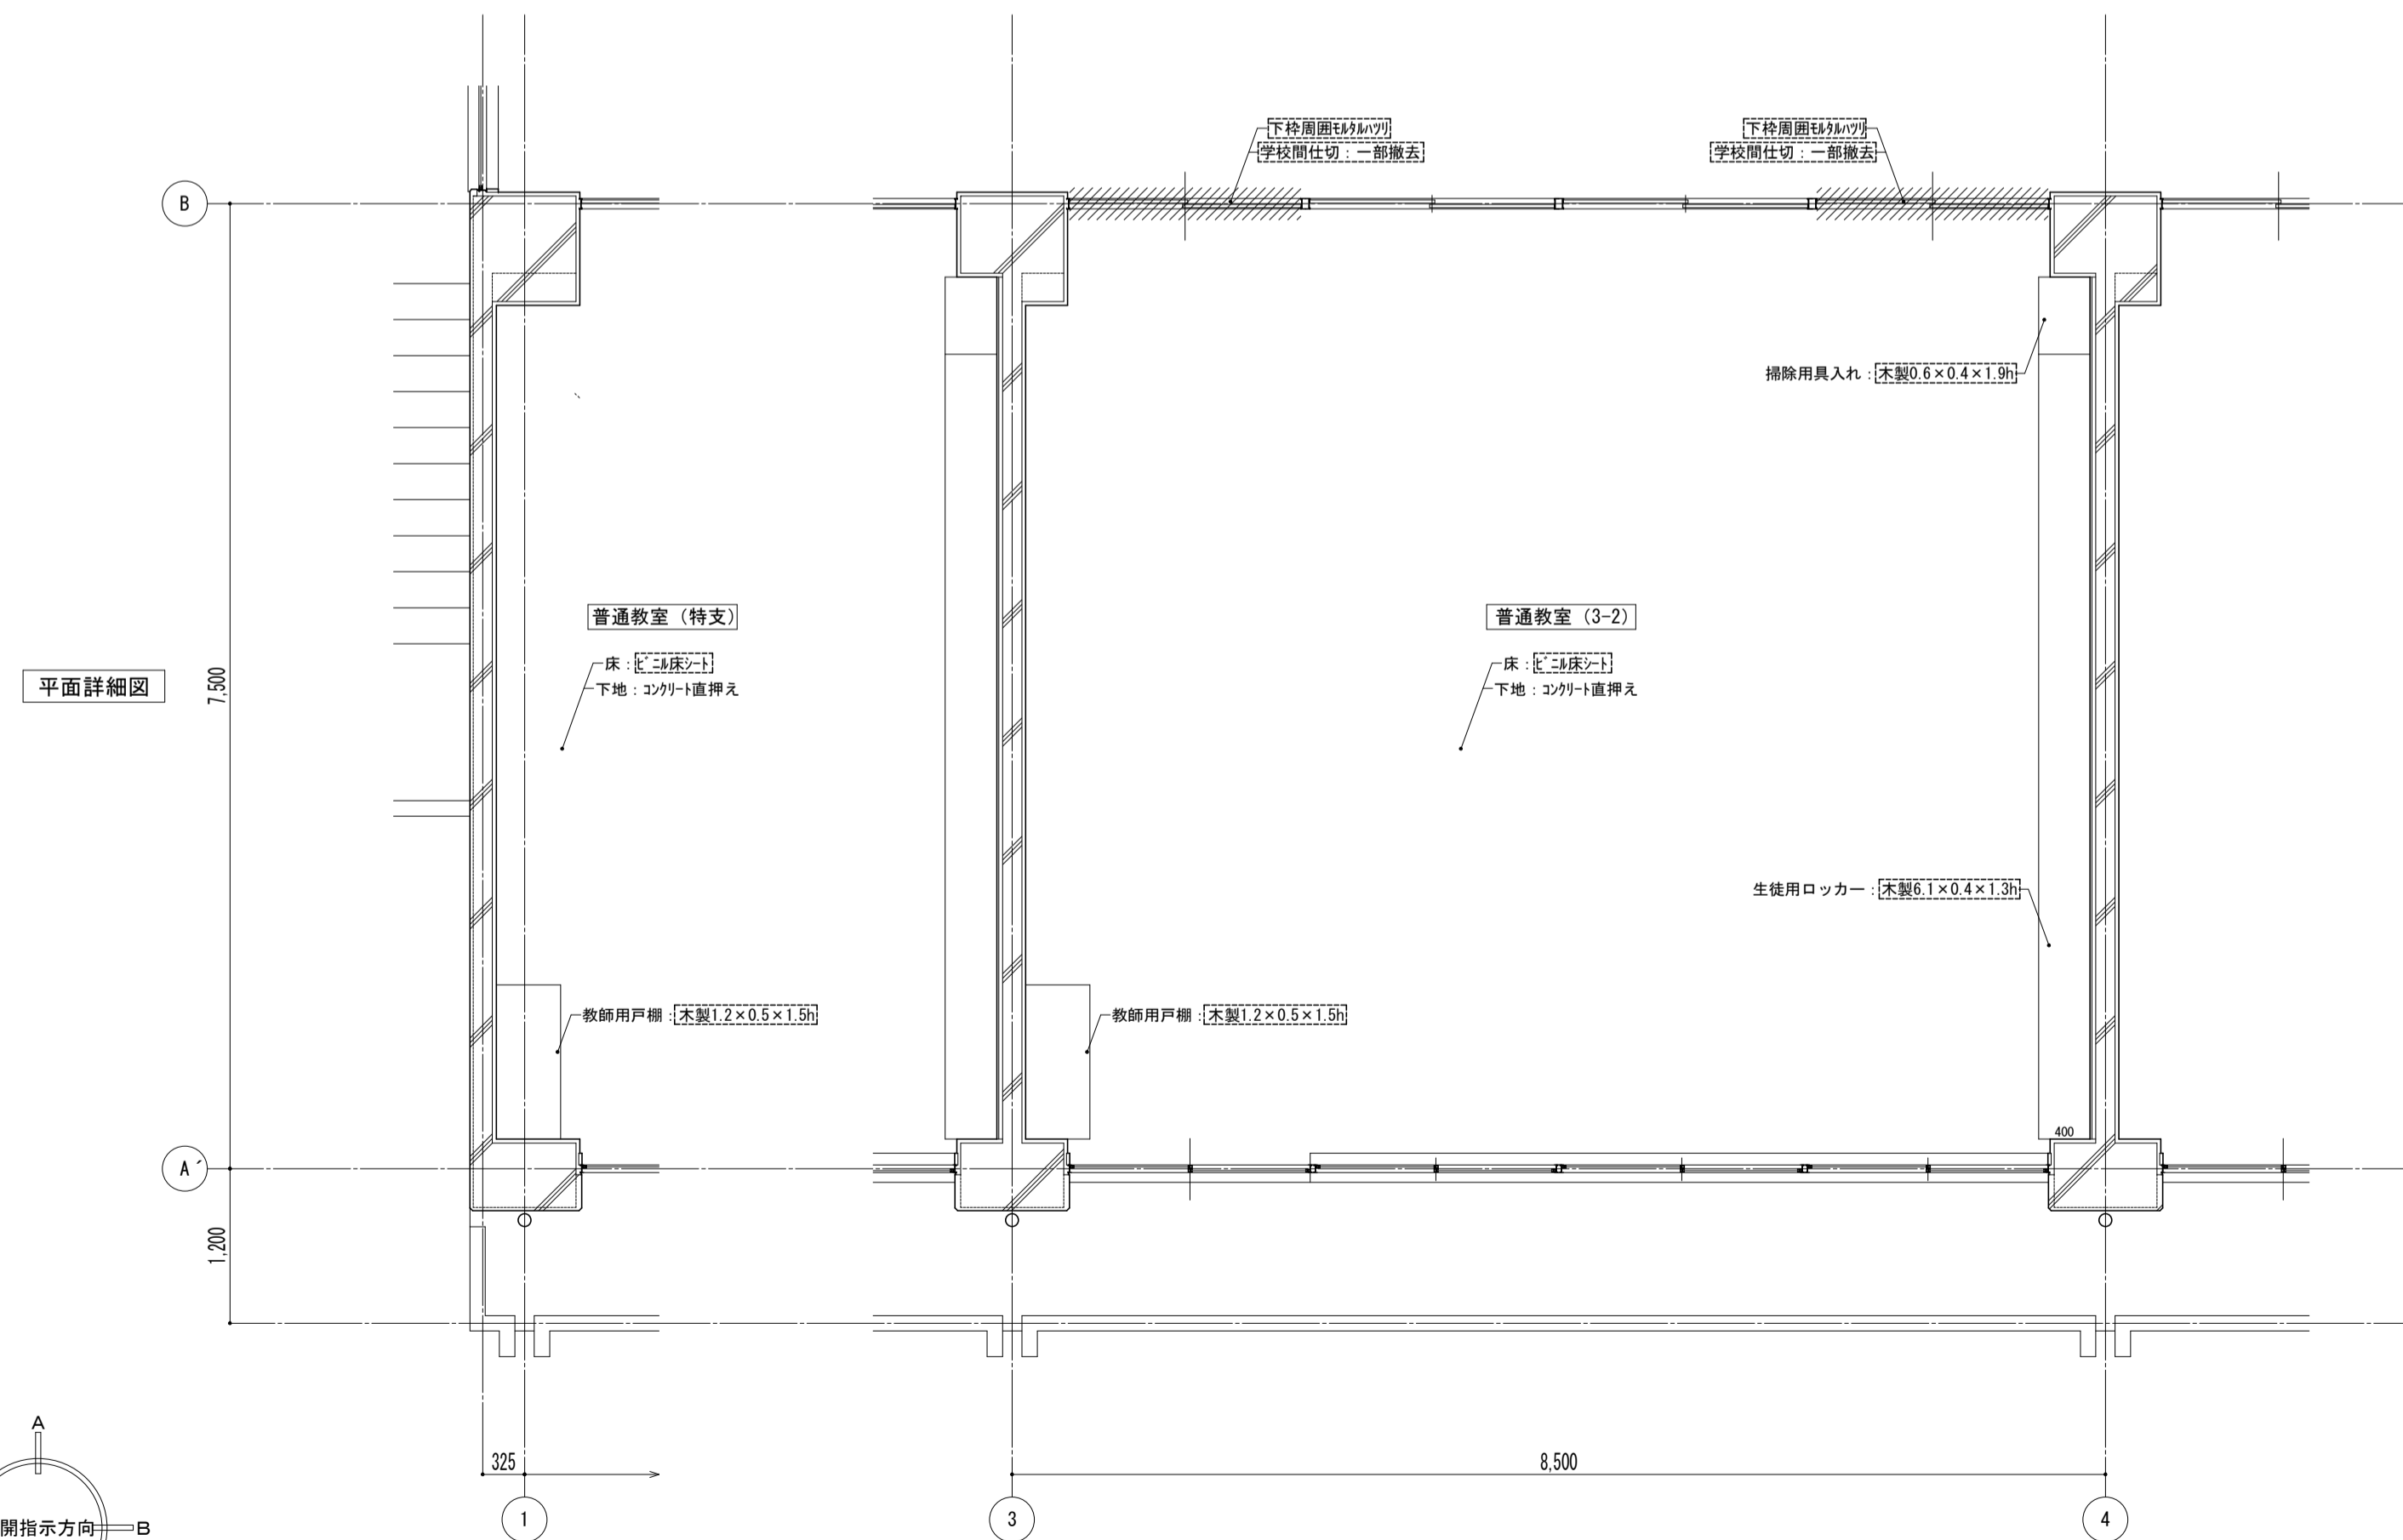 下枠周囲ﾓﾙﾀﾙﾊﾂﾘ
学校間仕切：一部撤去
下枠周囲ﾓﾙﾀﾙﾊﾂﾘ
学校間仕切：一部撤去
B
掃除用具入れ：木製0.6×0.4×1.9h
普通教室（特支）
床：ﾋﾞﾆﾙ床ｼｰﾄ
下地：ｺﾝｸﾘｰﾄ直押え
普通教室（3-2）
床：ﾋﾞﾆﾙ床ｼｰﾄ
下地：ｺﾝｸﾘｰﾄ直押え
平面詳細図
7,500
生徒用ロッカー：木製6.1×0.4×1.3h
教師用戸棚：木製1.2×0.5×1.5h
教師用戸棚：木製1.2×0.5×1.5h
400
A´
1,200
A
325
8,500
開指示方向
B
1
3
4